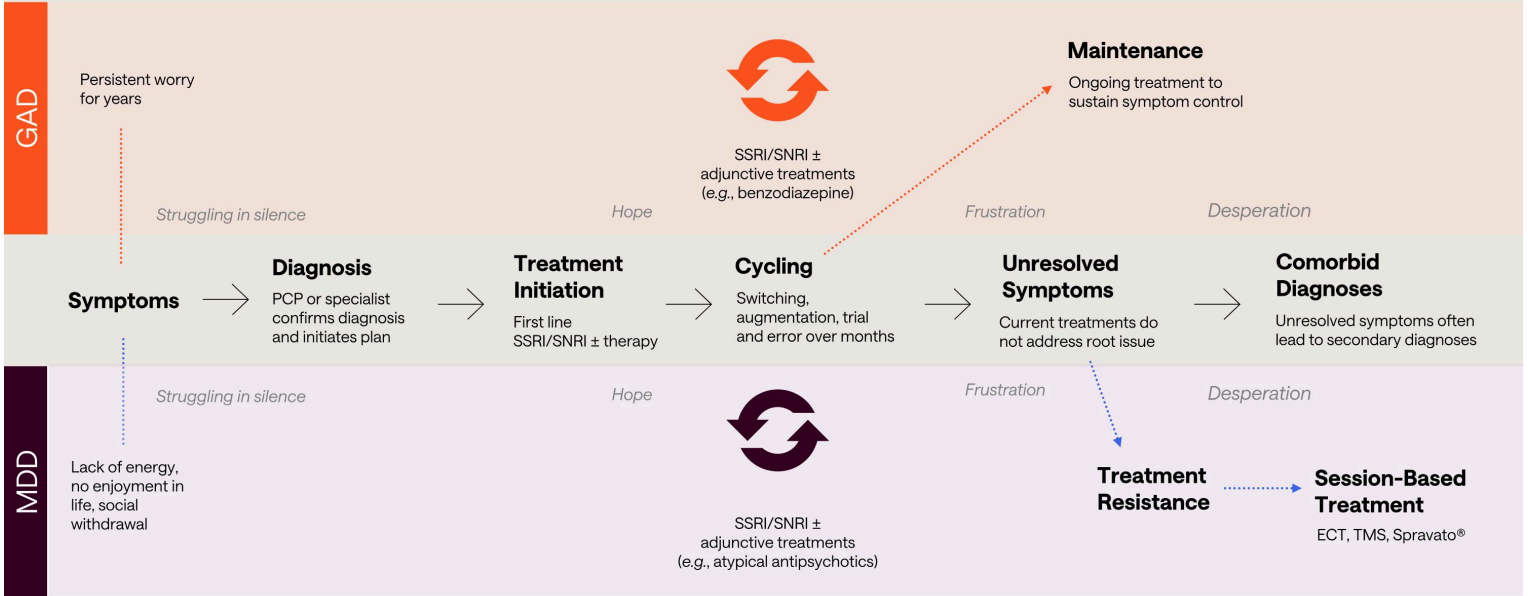 GAD
Persistent worry
for years
SSRI/SNRI ±
adjunctive treatments
(e.g., benzodiazepine)
Maintenance
Ongoing treatment to
sustain symptom control
Struggling in silence
Hope
Frustration
Desperation
Symptoms
Diagnosis
PCP or specialist
confirms diagnosis
and initiates plan
Treatment
Initiation
First line
SSRI/SNRI ± therapy
Cycling
Switching,
augmentation, trial
and error over months
Unresolved
Symptoms
Current treatments do
not address root issue
Comorbid
Diagnoses
Unresolved symptoms often
lead to secondary diagnoses
MDD
Struggling in silence
Hope
Frustration
Desperation
Lack of energy,
no enjoyment in
life, social
withdrawal
SSRI/SNRI ±
adjunctive treatments
(e.g., atypical antipsychotics)
Treatment
Resistance
Session-Based
Treatment
ECT, TMS, Spravato®